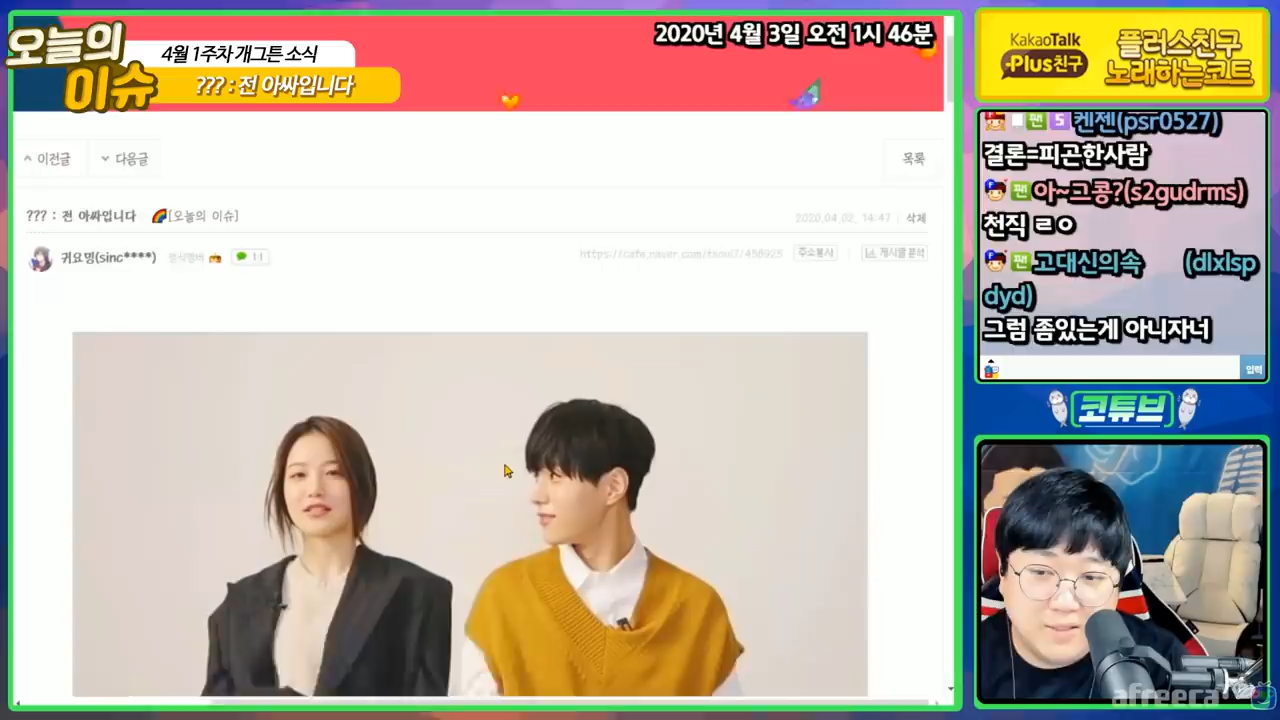 오늘의
이슈
4월 1주차 개그튼 소식
??? : 전 아싸입니다
2020년 4월 3일 오전 1시 46분
이전글
다음글
목록
??? : 전 아싸입니다 [오늘의 이슈]
2020.04.02. 14:47 삭제
귀요밍(sinc****)
11
주소복사
게시글 분석
KakaoTalk
Plus친구
플러스친구
노래하는코트
팬 5 켄젠(psr0527)
결론=피곤한사람
팬 아~그콩?(s2gudrms)
천직 ㄹㅇ
팬 고대신의속 (dlxlsp
dyd)
그럼 좀있는게 아니자너
입력
코튜브
afreeca